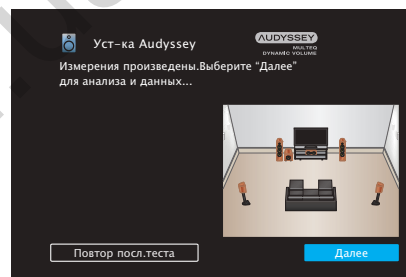 Уст-ка Audyssey
AUDYSSEY
MULTEQ
DYNAMIC VOLUME
Измерения произведены.Выберите “Далее”
для анализа и данных...
Повтор посл.теста
Далее